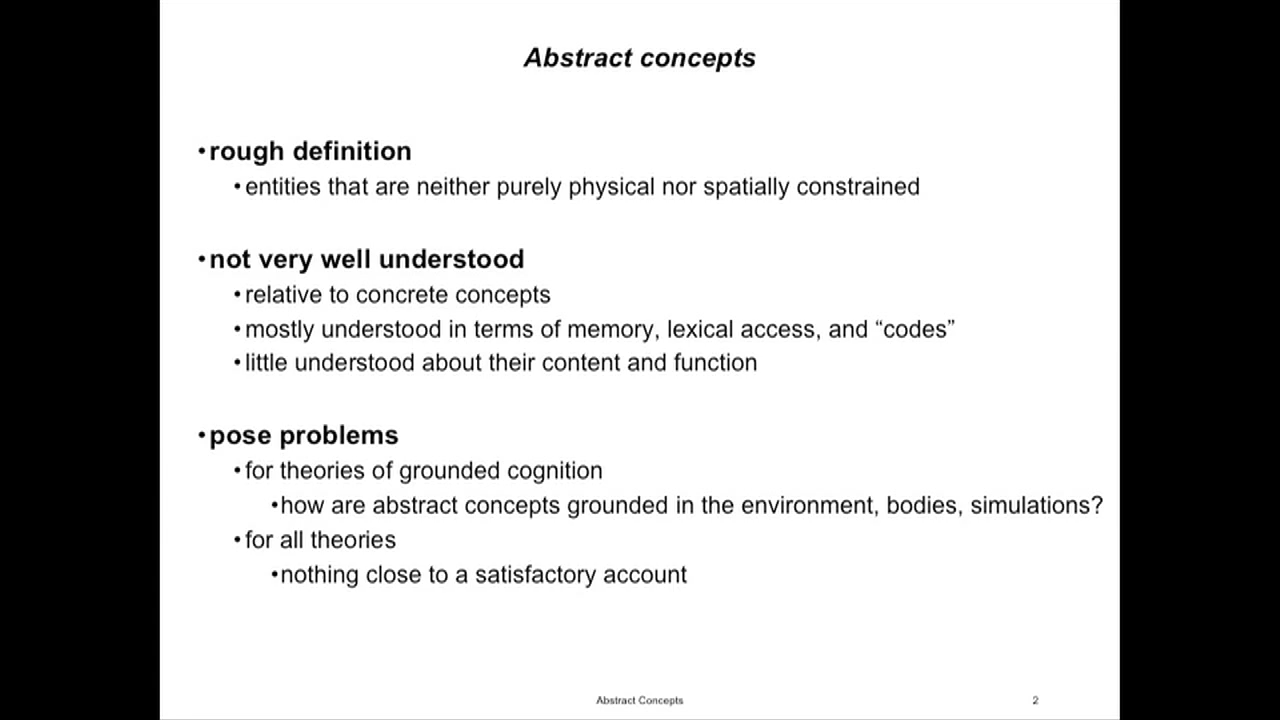 Abstract concepts
•rough definition
•entities that are neither purely physical nor spatially constrained
•not very well understood
•relative to concrete concepts
•mostly understood in terms of memory, lexical access, and “codes”
•little understood about their content and function
•pose problems
•for theories of grounded cognition
•how are abstract concepts grounded in the environment, bodies, simulations?
•for all theories
•nothing close to a satisfactory account
Abstract Concepts 2